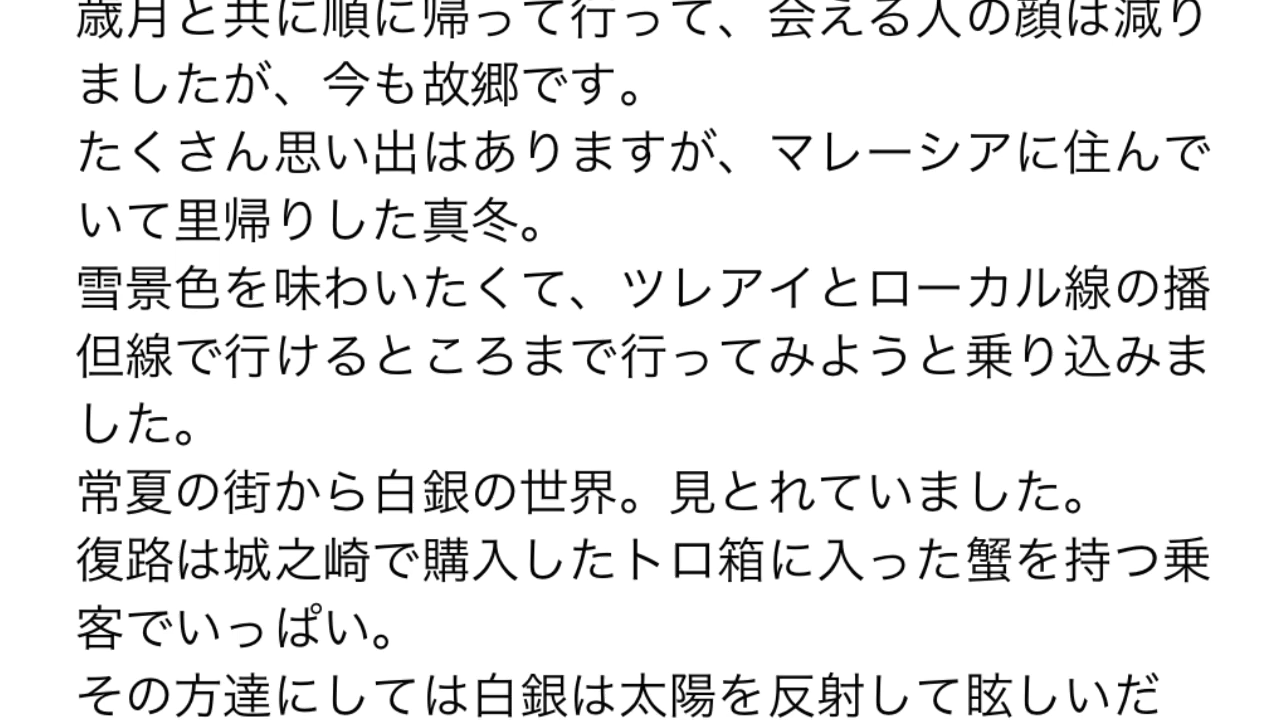 歳月と共に順に帰って行って、会える人の顔は減り
ましたが、今も故郷です。
たくさん思い出はありますが、マレーシアに住んで
いて里帰りした真冬。
雪景色を味わいたくて、ツレアイとローカル線の播
但線で行けるところまで行ってみようと乗り込みま
した。
常夏の街から白銀の世界。見とれていました。
復路は城之崎で購入したトロ箱に入った蟹を持つ乗
客でいっぱい。
その方達にしては白銀は太陽を反射して眩しいだ